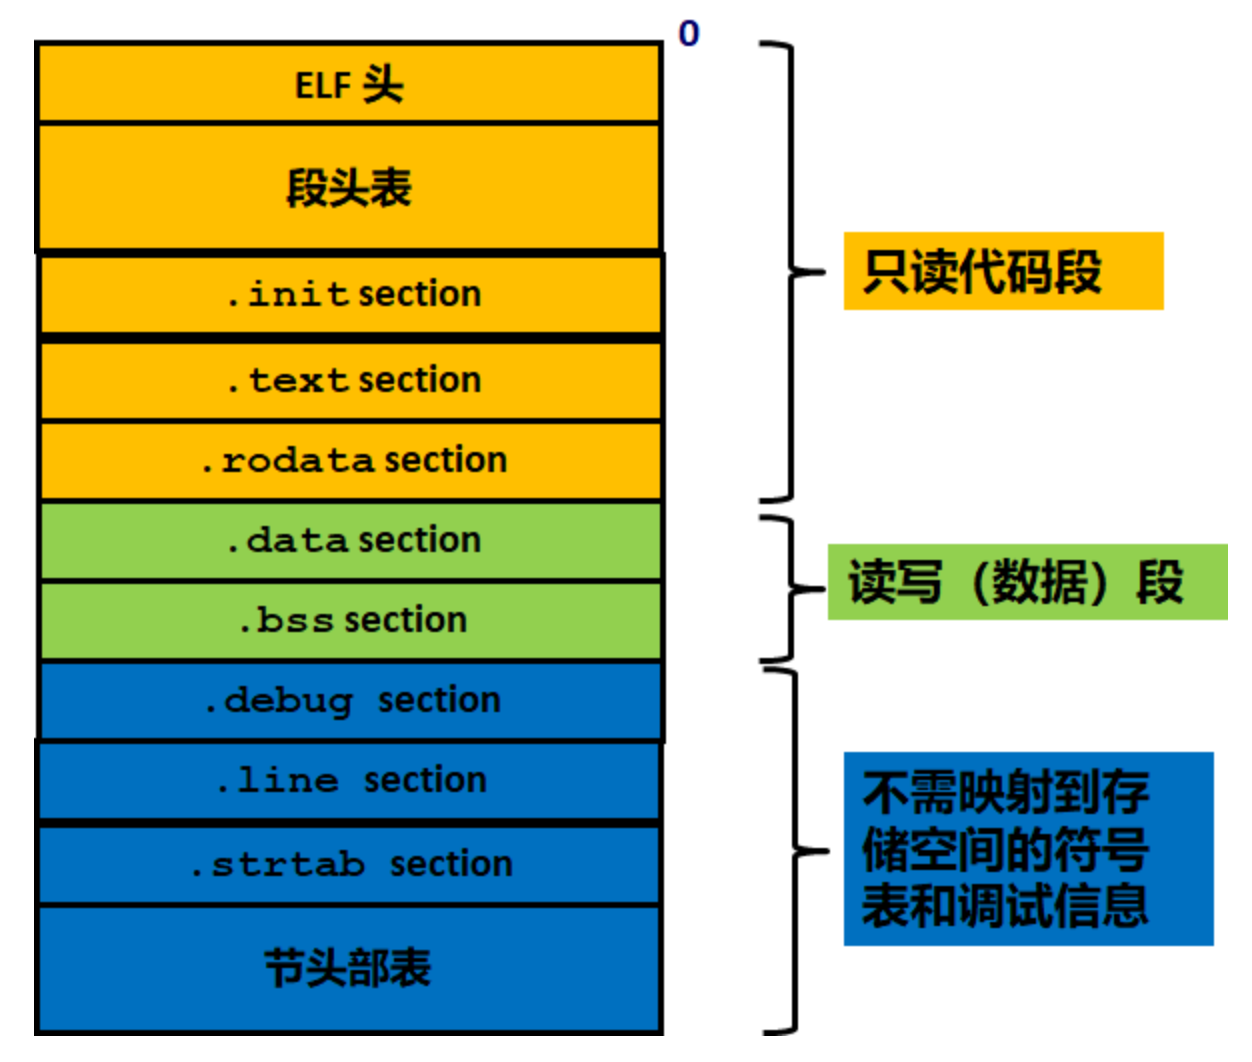 0
ELF 头
段头表
.init section
.text section
.rodata section
只读代码段
.data section
.bss section
读写（数据）段
.debug section
.line section
.strtab section
节头部表
不需映射到存
储空间的符号
表和调试信息